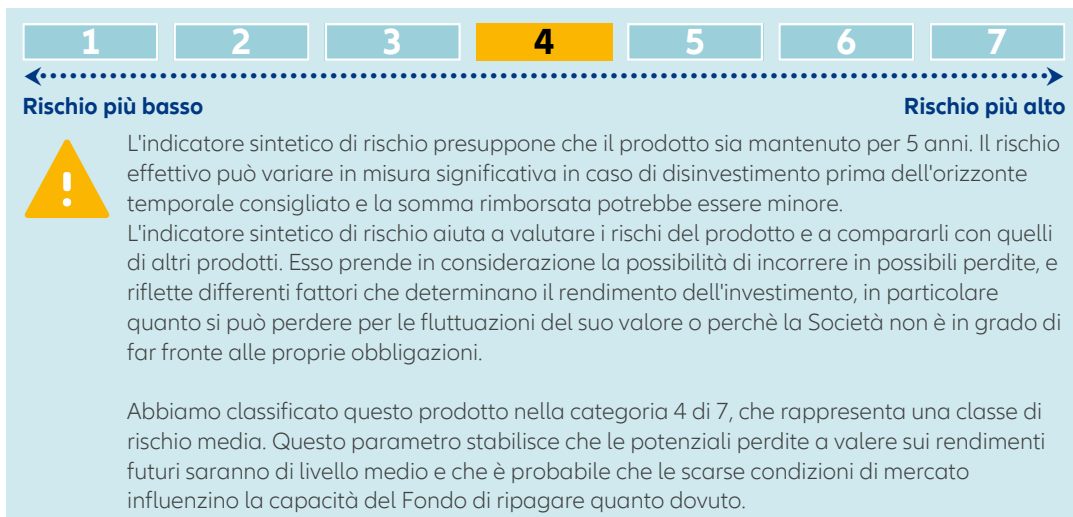 1 2 3 4 5 6 7
Rischio più basso Rischio più alto
L'indicatore sintetico di rischio presuppone che il prodotto sia mantenuto per 5 anni. Il rischio
effettivo può variare in misura significativa in caso di disinvestimento prima dell'orizzonte
temporale consigliato e la somma rimborsata potrebbe essere minore.
L'indicatore sintetico di rischio aiuta a valutare i rischi del prodotto e a compararli con quelli
di altri prodotti. Esso prende in considerazione la possibilità di incorrere in possibili perdite, e
riflette differenti fattori che determinano il rendimento dell'investimento, in particolare
quanto si può perdere per le fluttuazioni del suo valore o perchè la Società non è in grado di
far fronte alle proprie obbligazioni.
Abbiamo classificato questo prodotto nella categoria 4 di 7, che rappresenta una classe di
rischio media. Questo parametro stabilisce che le potenziali perdite a valere sui rendimenti
futuri saranno di livello medio e che è probabile che le scarse condizioni di mercato
influenzino la capacità del Fondo di ripagare quanto dovuto.